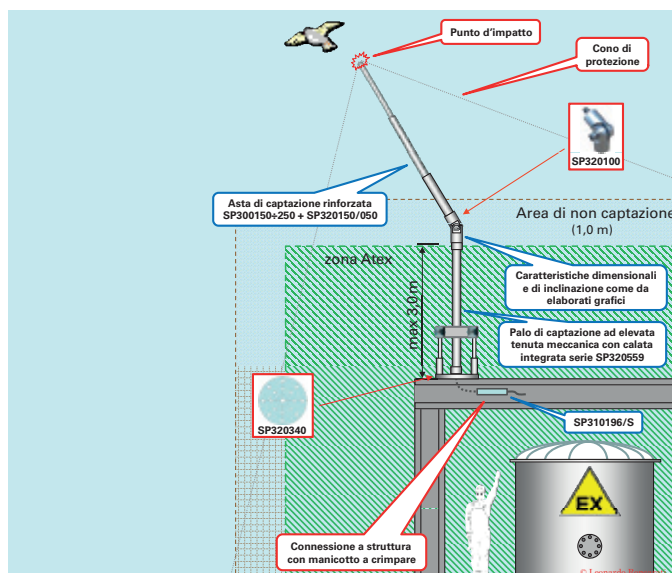 Punto d'impatto
Cono di
protezione
SP320100
Asta di captazione rinforzata
SP300150÷250 + SP320150/050
Area di non captazione
(1,0 m)
zona Atex
Caratteristiche dimensionali
e di inclinazione come da
elaborati grafici
max 3,0 m
Palo di captazione ad elevata
tenuta meccanica con calata
integrata serie SP320559
SP320340
SP310196/S
EX
Connessione a struttura
con manicotto a crimpare
© Leonardo